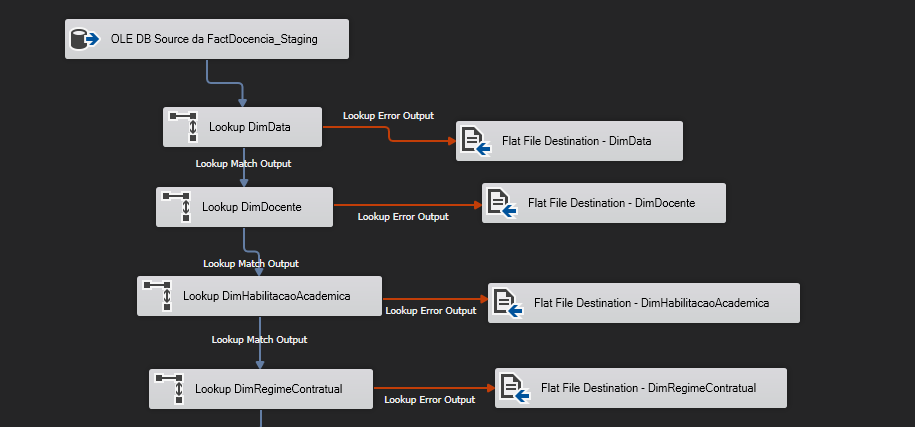 OLE DB Source da FactDocencia_Staging
Lookup Error Output
Lookup DimData
Flat File Destination - DimData
Lookup Match Output
Lookup DimDocente
Flat File Destination - DimDocente
Lookup Error Output
Lookup Match Output
Lookup DimHabilitacaoAcademica
Flat File Destination - DimHabilitacaoAcademica
Lookup Error Output
Lookup Match Output
Lookup DimRegimeContratual
Flat File Destination - DimRegimeContratual
Lookup Error Output